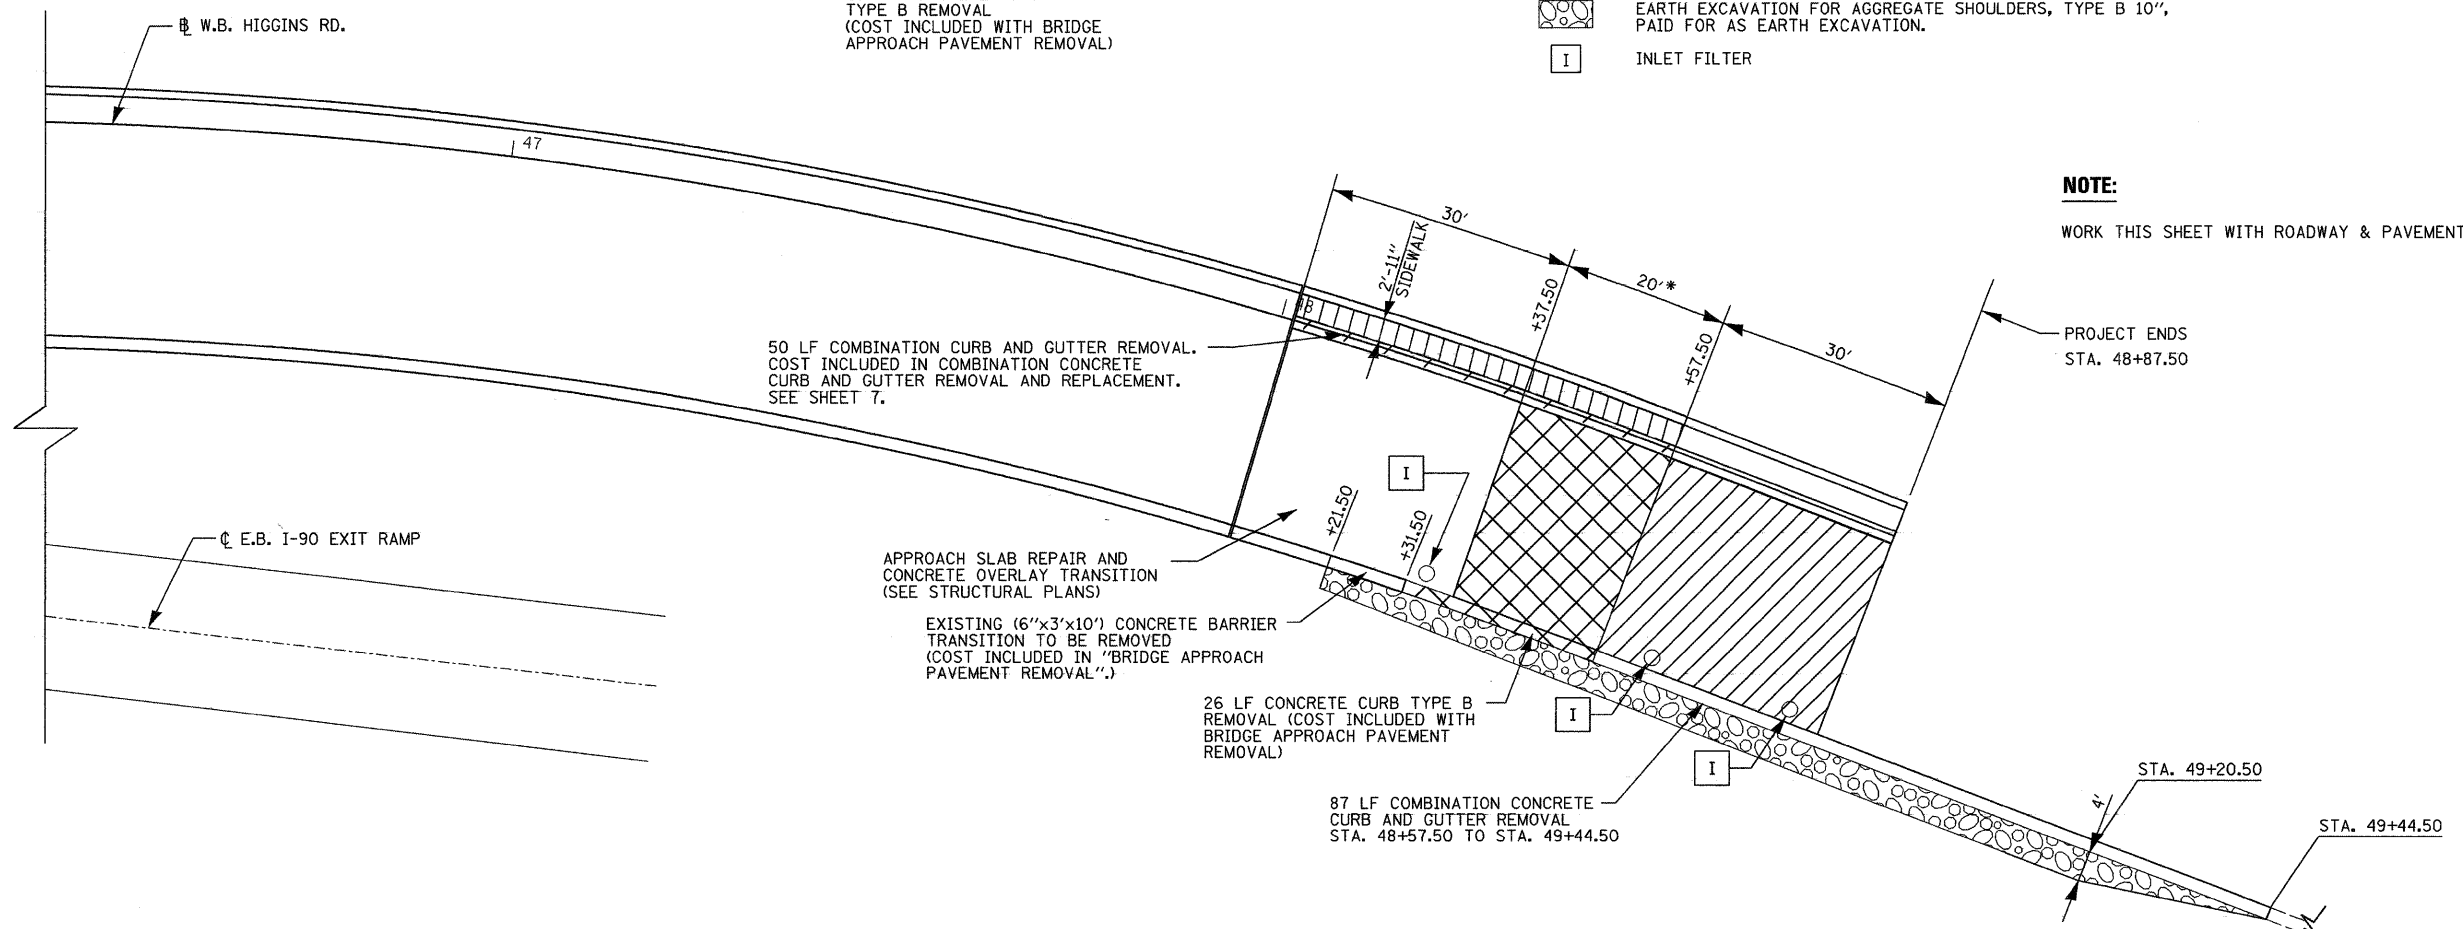 TYPE B REMOVAL
(COST INCLUDED WITH BRIDGE
APPROACH PAVEMENT REMOVAL)
EARTH EXCAVATION FOR AGGREGATE SHOULDERS, TYPE B 10",
PAID FOR AS EARTH EXCAVATION.
I
INLET FILTER
℄ W.B. HIGGINS RD.
47
NOTE:
WORK THIS SHEET WITH ROADWAY & PAVEMENT
30'
2'-11"
SIDEWALK
+37.50
20'*
+57.50
30'
PROJECT ENDS
STA. 48+87.50
50 LF COMBINATION CURB AND GUTTER REMOVAL.
COST INCLUDED IN COMBINATION CONCRETE
CURB AND GUTTER REMOVAL AND REPLACEMENT.
SEE SHEET 7.
I
+21.50
+31.50
℄ E.B. I-90 EXIT RAMP
APPROACH SLAB REPAIR AND
CONCRETE OVERLAY TRANSITION
(SEE STRUCTURAL PLANS)
EXISTING (6"x3'x10') CONCRETE BARRIER
TRANSITION TO BE REMOVED
(COST INCLUDED IN "BRIDGE APPROACH
PAVEMENT REMOVAL".)
26 LF CONCRETE CURB TYPE B
REMOVAL (COST INCLUDED WITH
BRIDGE APPROACH PAVEMENT
REMOVAL)
I
I
87 LF COMBINATION CONCRETE
CURB AND GUTTER REMOVAL
STA. 48+57.50 TO STA. 49+44.50
4'
STA. 49+20.50
STA. 49+44.50